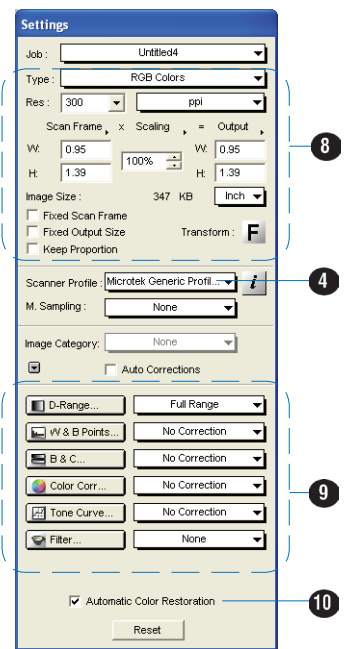 Settings
Job : Untitled4
Type : RGB Colors
Res : 300 ppi
Scan Frame x Scaling = Output
W: 0.95 100% W: 0.95
H: 1.39 H: 1.39
Image Size : 347 KB Inch
Fixed Scan Frame
Fixed Output Size Transform : F
Keep Proportion
8
Scanner Profile : Microtek Generic Profil... i
4
M. Sampling : None
Image Category: None
Auto Corrections
D-Range... Full Range
W & B Points... No Correction
B & C... No Correction
Color Corr... No Correction
9
Tone Curve... No Correction
Filter... None
Automatic Color Restoration
10
Reset